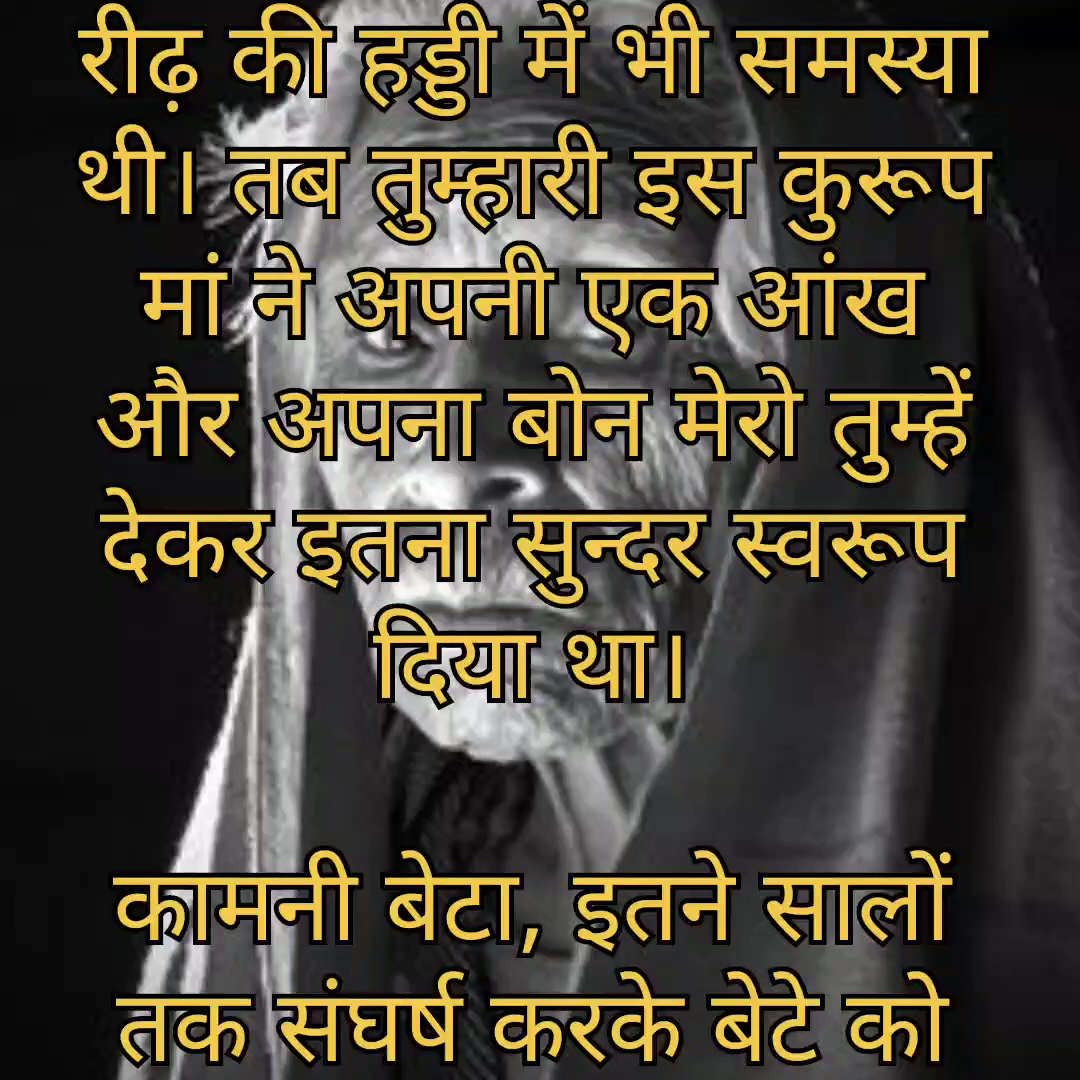 रीढ़ की हड्डी में भी समस्या
थी। तब तुम्हारी इस कुरूप
मां ने अपनी एक आंख
और अपना बोन मेरो तुम्हें
देकर इतना सुन्दर स्वरूप
दिया था।
कामनी बेटा, इतने सालों
तक संघर्ष करके बेटे को